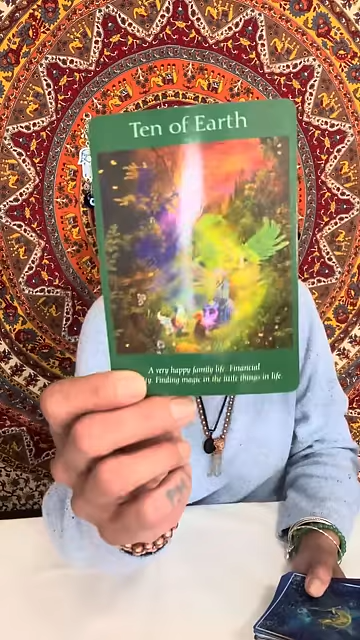 Ten of Earth
A very happy family life. Financial
Finding magic in the little things in life.